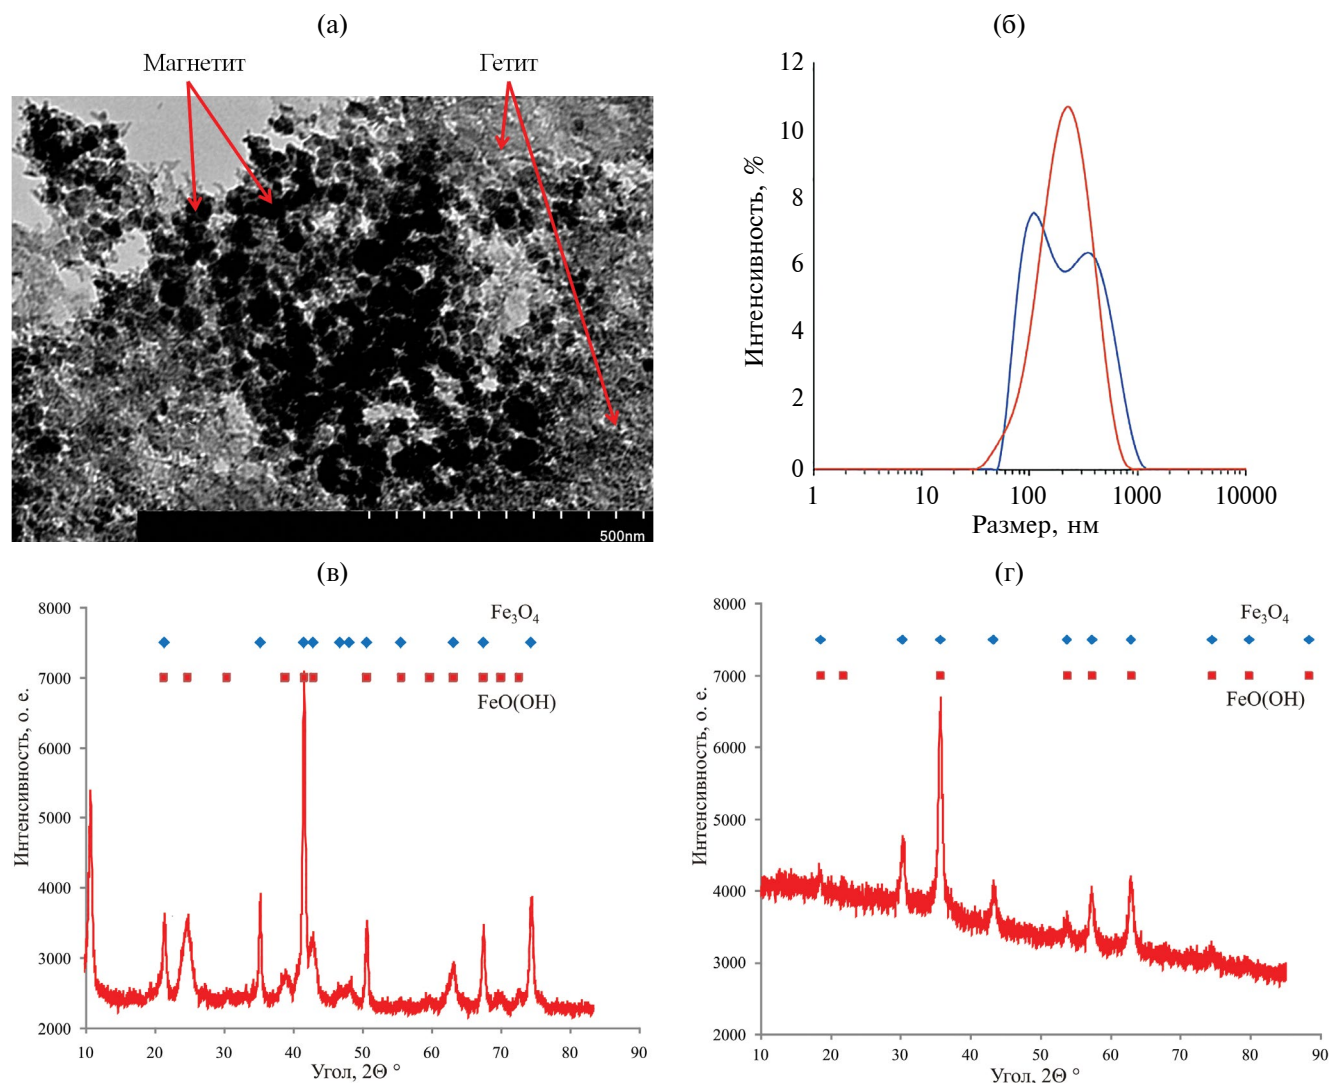 (а)
Магнетит
Гетит
500nm
(б)
Интенсивность, %
12
10
8
6
4
2
0
1 10 100 1000 10000
Размер, нм
(в)
Интенсивность, о. е.
8000
7000
6000
5000
4000
3000
2000
Fe₃O₄
FeO(OH)
10 20 30 40 50 60 70 80 90
Угол, 2Θ °
(г)
Интенсивность, о. е.
8000
7000
6000
5000
4000
3000
2000
Fe₃O₄
FeO(OH)
10 20 30 40 50 60 70 80 90
Угол, 2Θ °